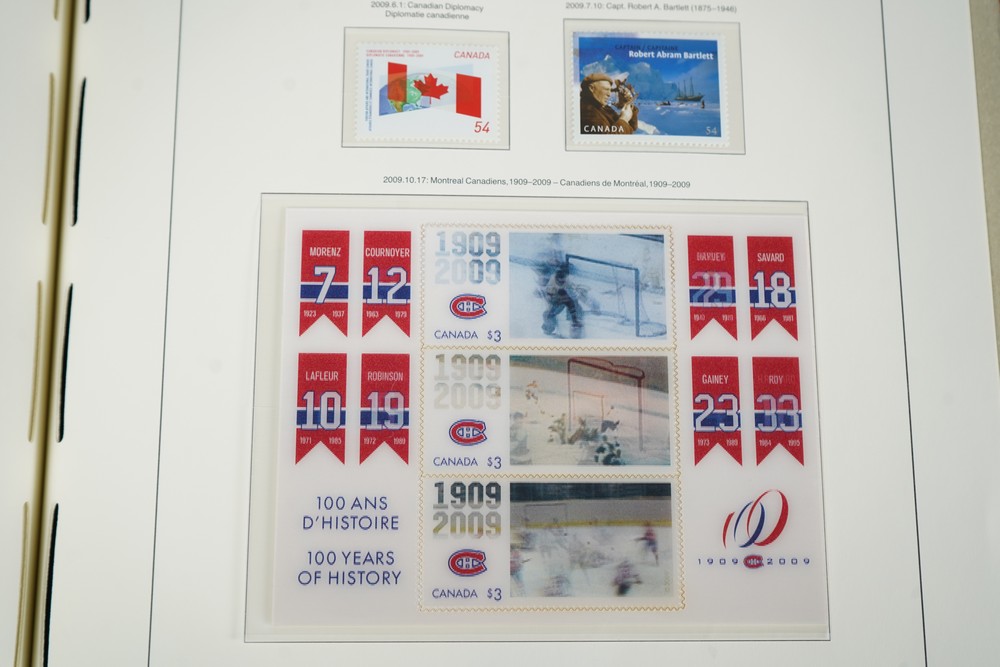 2009.6.1: Canadian Diplomacy
Diplomatie canadienne
2009.7.10: Capt. Robert A. Bartlett (1875–1946)
CANADA
54
Robert Abram Bartlett
CANADA
54
2009.10.17: Montreal Canadiens, 1909–2009 – Canadiens de Montréal, 1909–2009
MORENZ
7
1923 1937
COURNOYER
12
1963 1979
LAFLEUR
10
1971 1985
ROBINSON
19
1972 1989
100 ANS
D'HISTOIRE
100 YEARS
OF HISTORY
1909
2009
CANADA $3
1909
2009
CANADA $3
1909
2009
CANADA $3
SAVARD
18
1966 1981
GAINEY
23
1973 1989
ROY
33
1984 1995
1909 2009